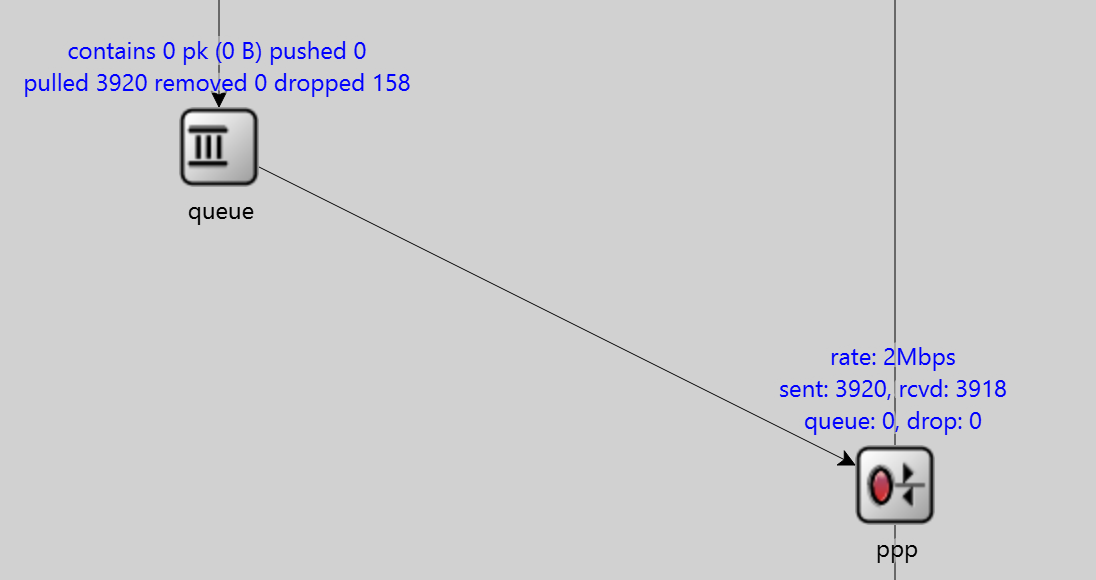 contains 0 pk (0 B) pushed 0
pulled 3920 removed 0 dropped 158
queue
rate: 2Mbps
sent: 3920, rcvd: 3918
queue: 0, drop: 0
ppp